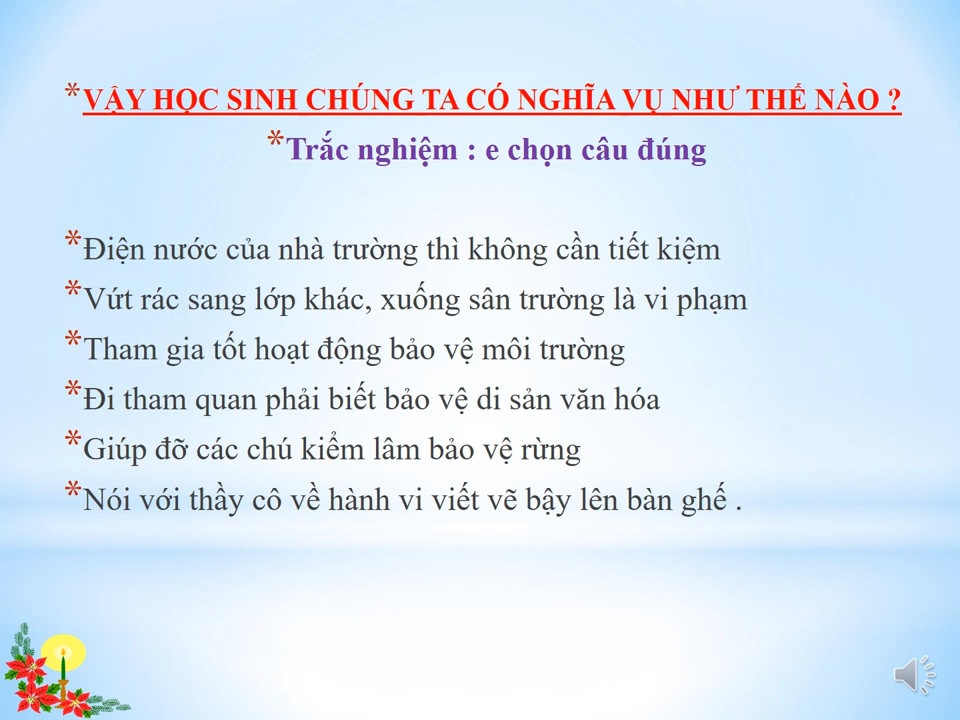 * VẬY HỌC SINH CHÚNG TA CÓ NGHĨA VỤ NHƯ THẾ NÀO ?
* Trắc nghiệm : e chọn câu đúng
* Điện nước của nhà trường thì không cần tiết kiệm
* Vứt rác sang lớp khác, xuống sân trường là vi phạm
* Tham gia tốt hoạt động bảo vệ môi trường
* Đi tham quan phải biết bảo vệ di sản văn hóa
* Giúp đỡ các chú kiểm lâm bảo vệ rừng
* Nói với thầy cô về hành vi viết vẽ bậy lên bàn ghế .